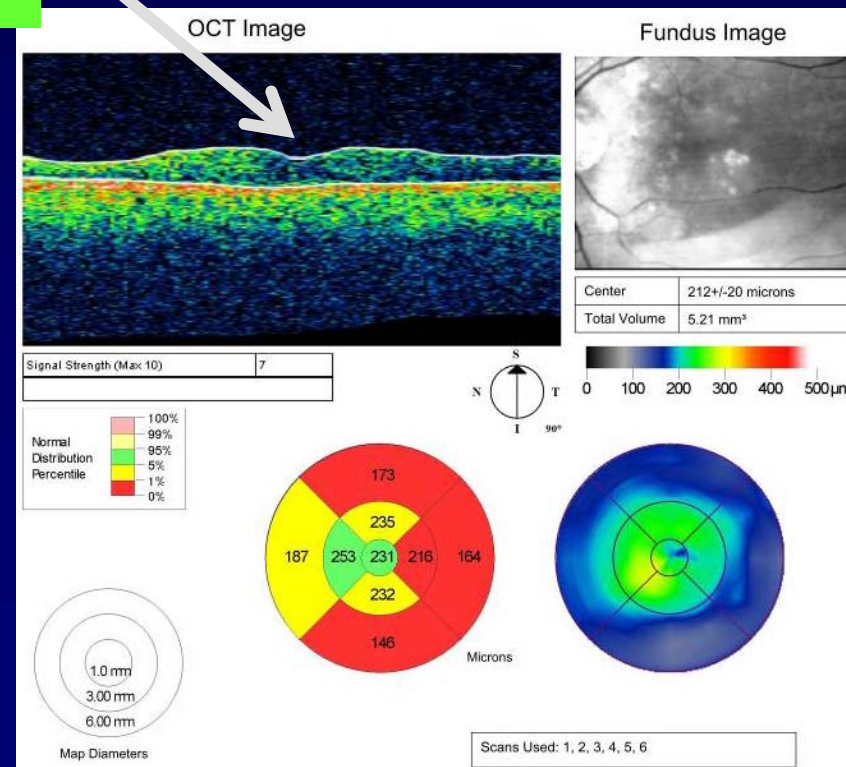 OCT Image
Fundus Image
Center 212+/-20 microns
Total Volume 5.21 mm³
Signal Strength (Max 10) 7
0 100 200 300 400 500 µm
S
N T
I 90°
Normal Distribution Percentile
100%
99%
95%
5%
1%
0%
173
235
187 253 231 216 164
232
146
Microns
1.0 mm
3.00 mm
6.00 mm
Map Diameters
Scans Used: 1, 2, 3, 4, 5, 6